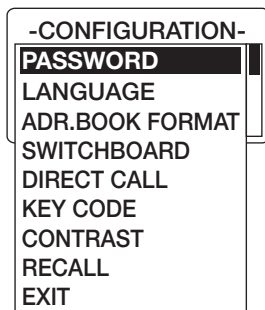 -CONFIGURATION-
PASSWORD
LANGUAGE
ADR.BOOK FORMAT
SWITCHBOARD
DIRECT CALL
KEY CODE
CONTRAST
RECALL
EXIT